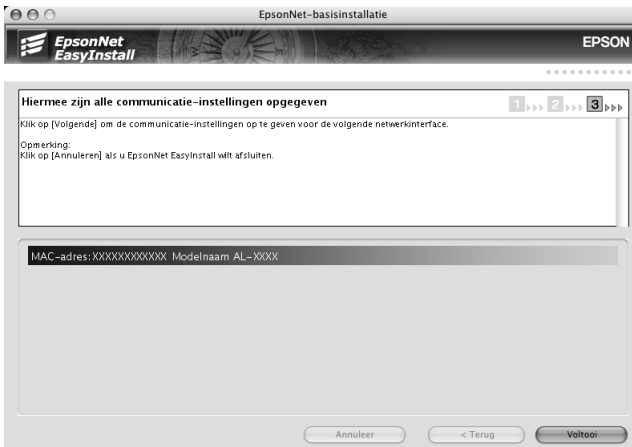 EpsonNet-basisinstallatie
EpsonNet
EasyInstall
EPSON
Hiermee zijn alle communicatie-instellingen opgegeven
1 2 3
Klik op [Volgende] om de communicatie-instellingen op te geven voor de volgende netwerkinterface.
Opmerking:
Klik op [Annuleren] als u EpsonNet EasyInstall wilt afsluiten.
MAC-adres:XXXXXXXXXXXX Modelnaam AL-XXXX
Annuleer
< Terug
Voltooi